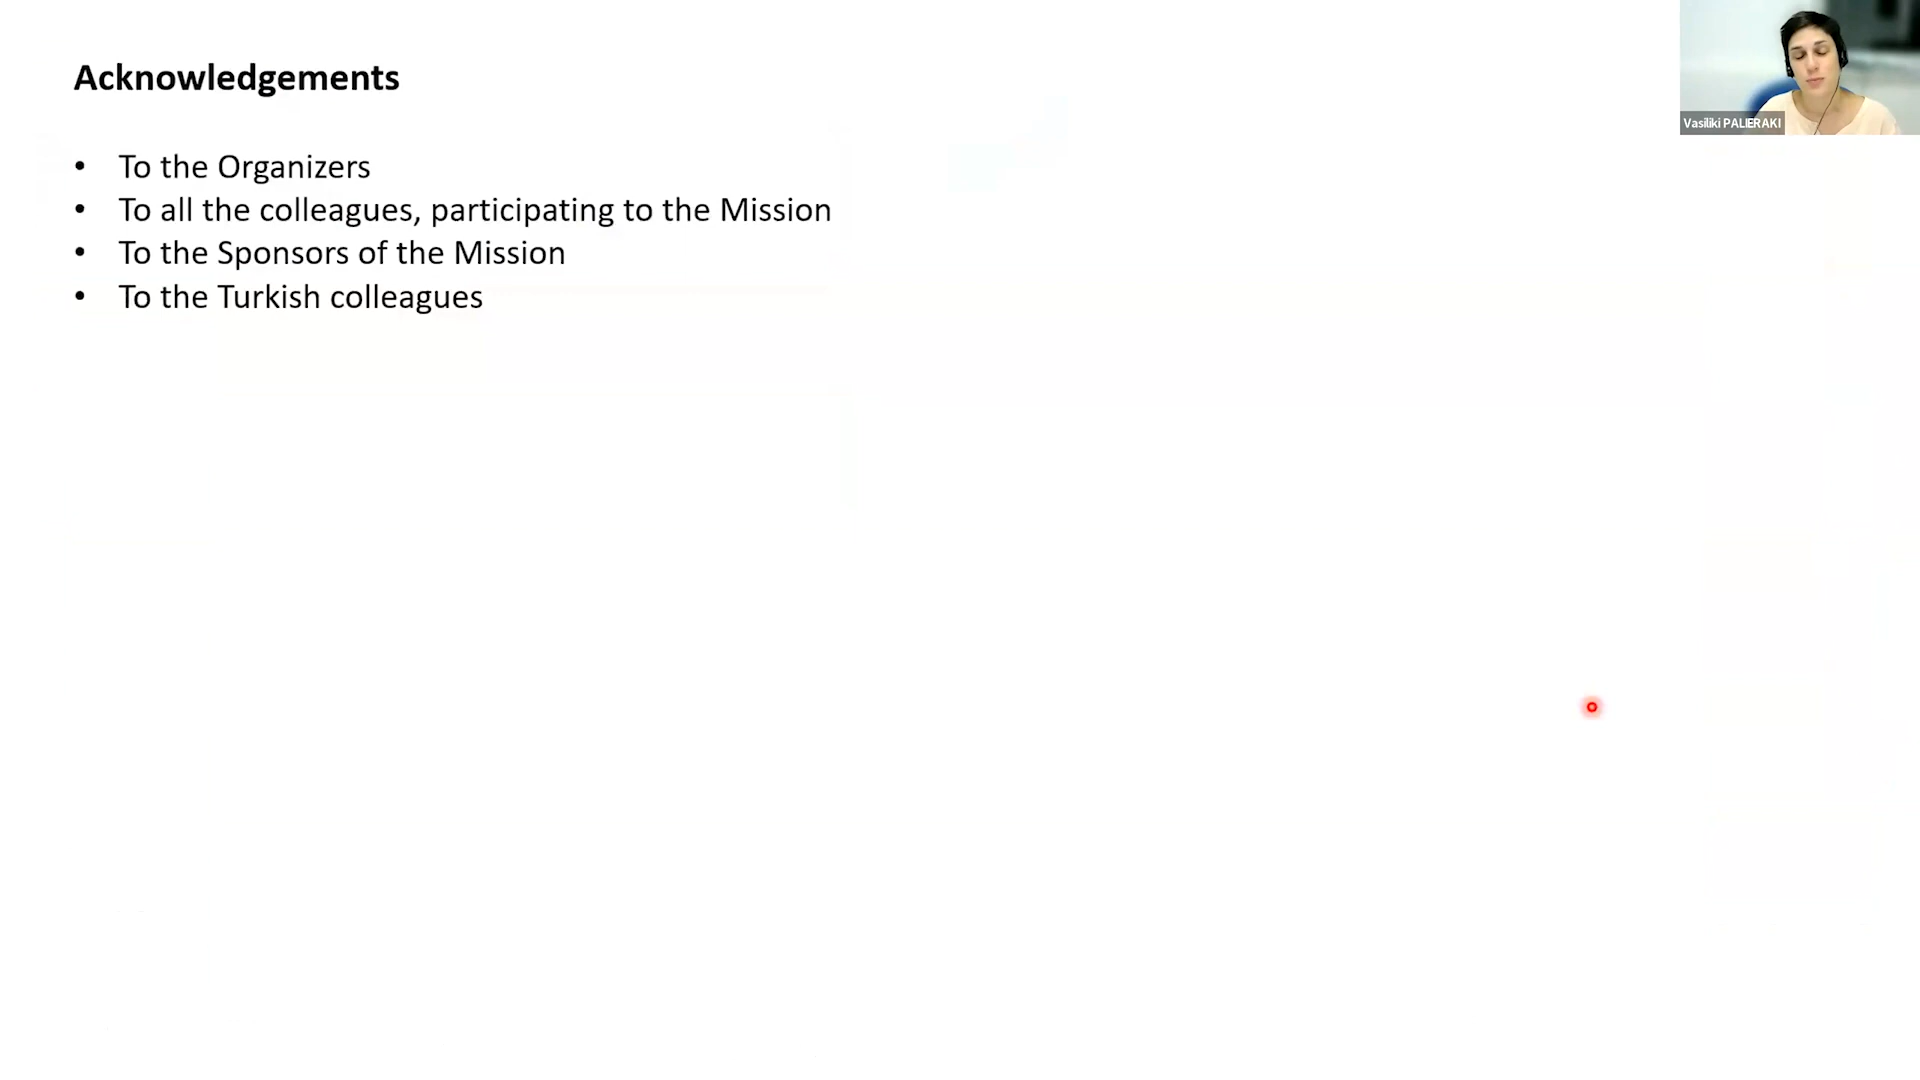 Acknowledgements
Vasiliki PALIERAKI
• To the Organizers
• To all the colleagues, participating to the Mission
• To the Sponsors of the Mission
• To the Turkish colleagues